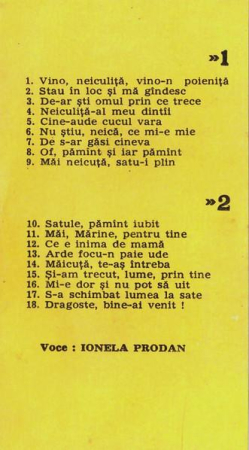 »1
1. Vino, neiculiță, vino-n poieniță
2. Stau în loc și mă gîndesc
3. De-ar ști omul prin ce trece
4. Neiculiță-al meu dintîi
5. Cine-aude cucul vara
6. Nu știu, neică, ce mi-e mie
7. De s-ar găsi cineva
8. Of, pămînt și iar pămînt
9. Măi neicuță, satu-i plin
»2
10. Satule, pămînt iubit
11. Măi, Mărine, pentru tine
12. Ce e inima de mamă
13. Arde focu-n paie ude
14. Măicuță, te-aș întreba
15. Și-am trecut, lume, prin tine
16. Mi-e dor și nu pot să uit
17. S-a schimbat lumea la sate
18. Dragoste, bine-ai venit !
Voce : IONELA PRODAN